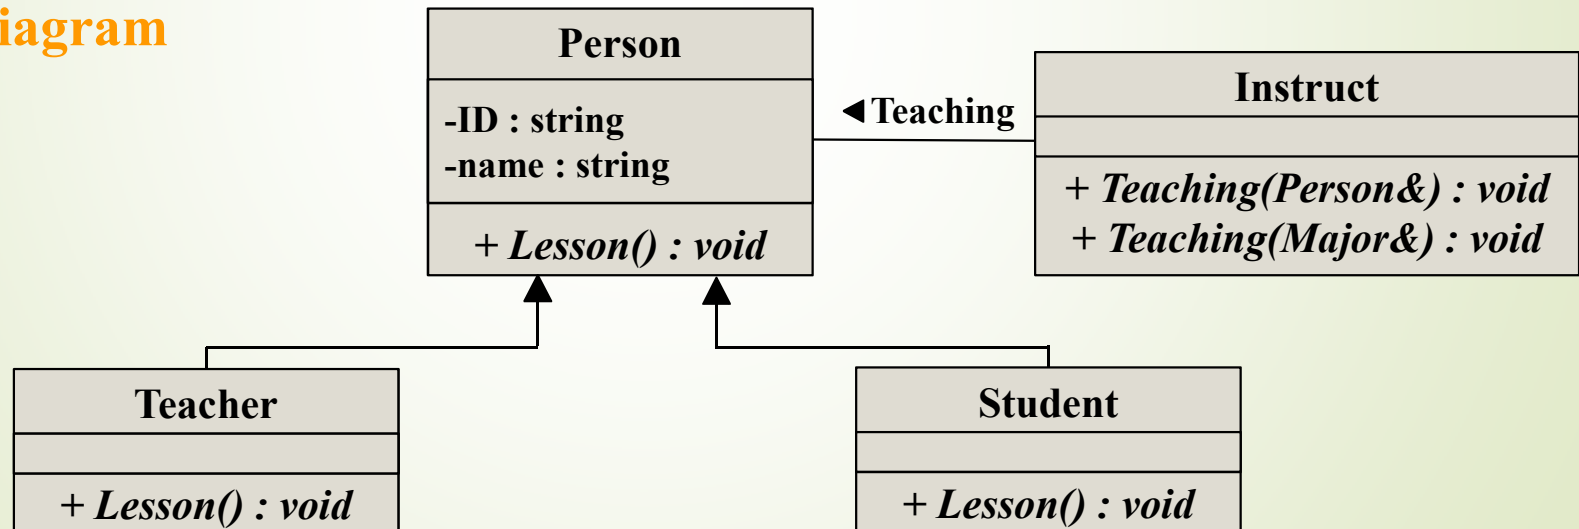 iagram
Person
-ID : string
-name : string
+ Lesson() : void
◀Teaching
Instruct
+ Teaching(Person&) : void
+ Teaching(Major&) : void
Teacher
+ Lesson() : void
Student
+ Lesson() : void